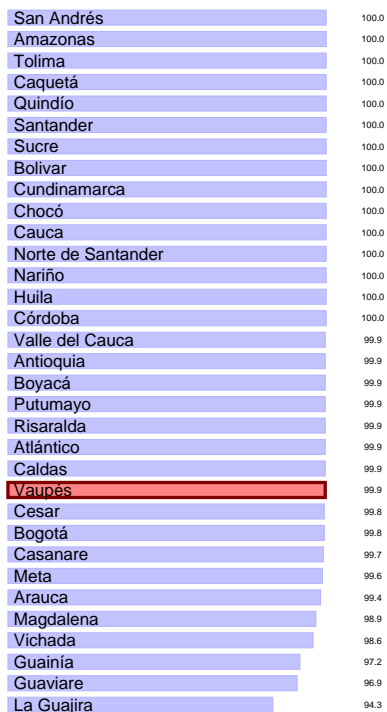 San Andrés 100.0
Amazonas 100.0
Tolima 100.0
Caquetá 100.0
Quindío 100.0
Santander 100.0
Sucre 100.0
Bolivar 100.0
Cundinamarca 100.0
Chocó 100.0
Cauca 100.0
Norte de Santander 100.0
Nariño 100.0
Huila 100.0
Córdoba 100.0
Valle del Cauca 99.9
Antioquia 99.9
Boyacá 99.9
Putumayo 99.9
Risaralda 99.9
Atlántico 99.9
Caldas 99.9
Vaupés 99.9
Cesar 99.8
Bogotá 99.8
Casanare 99.7
Meta 99.6
Arauca 99.4
Magdalena 98.9
Vichada 98.6
Guainía 97.2
Guaviare 96.9
La Guajira 94.3